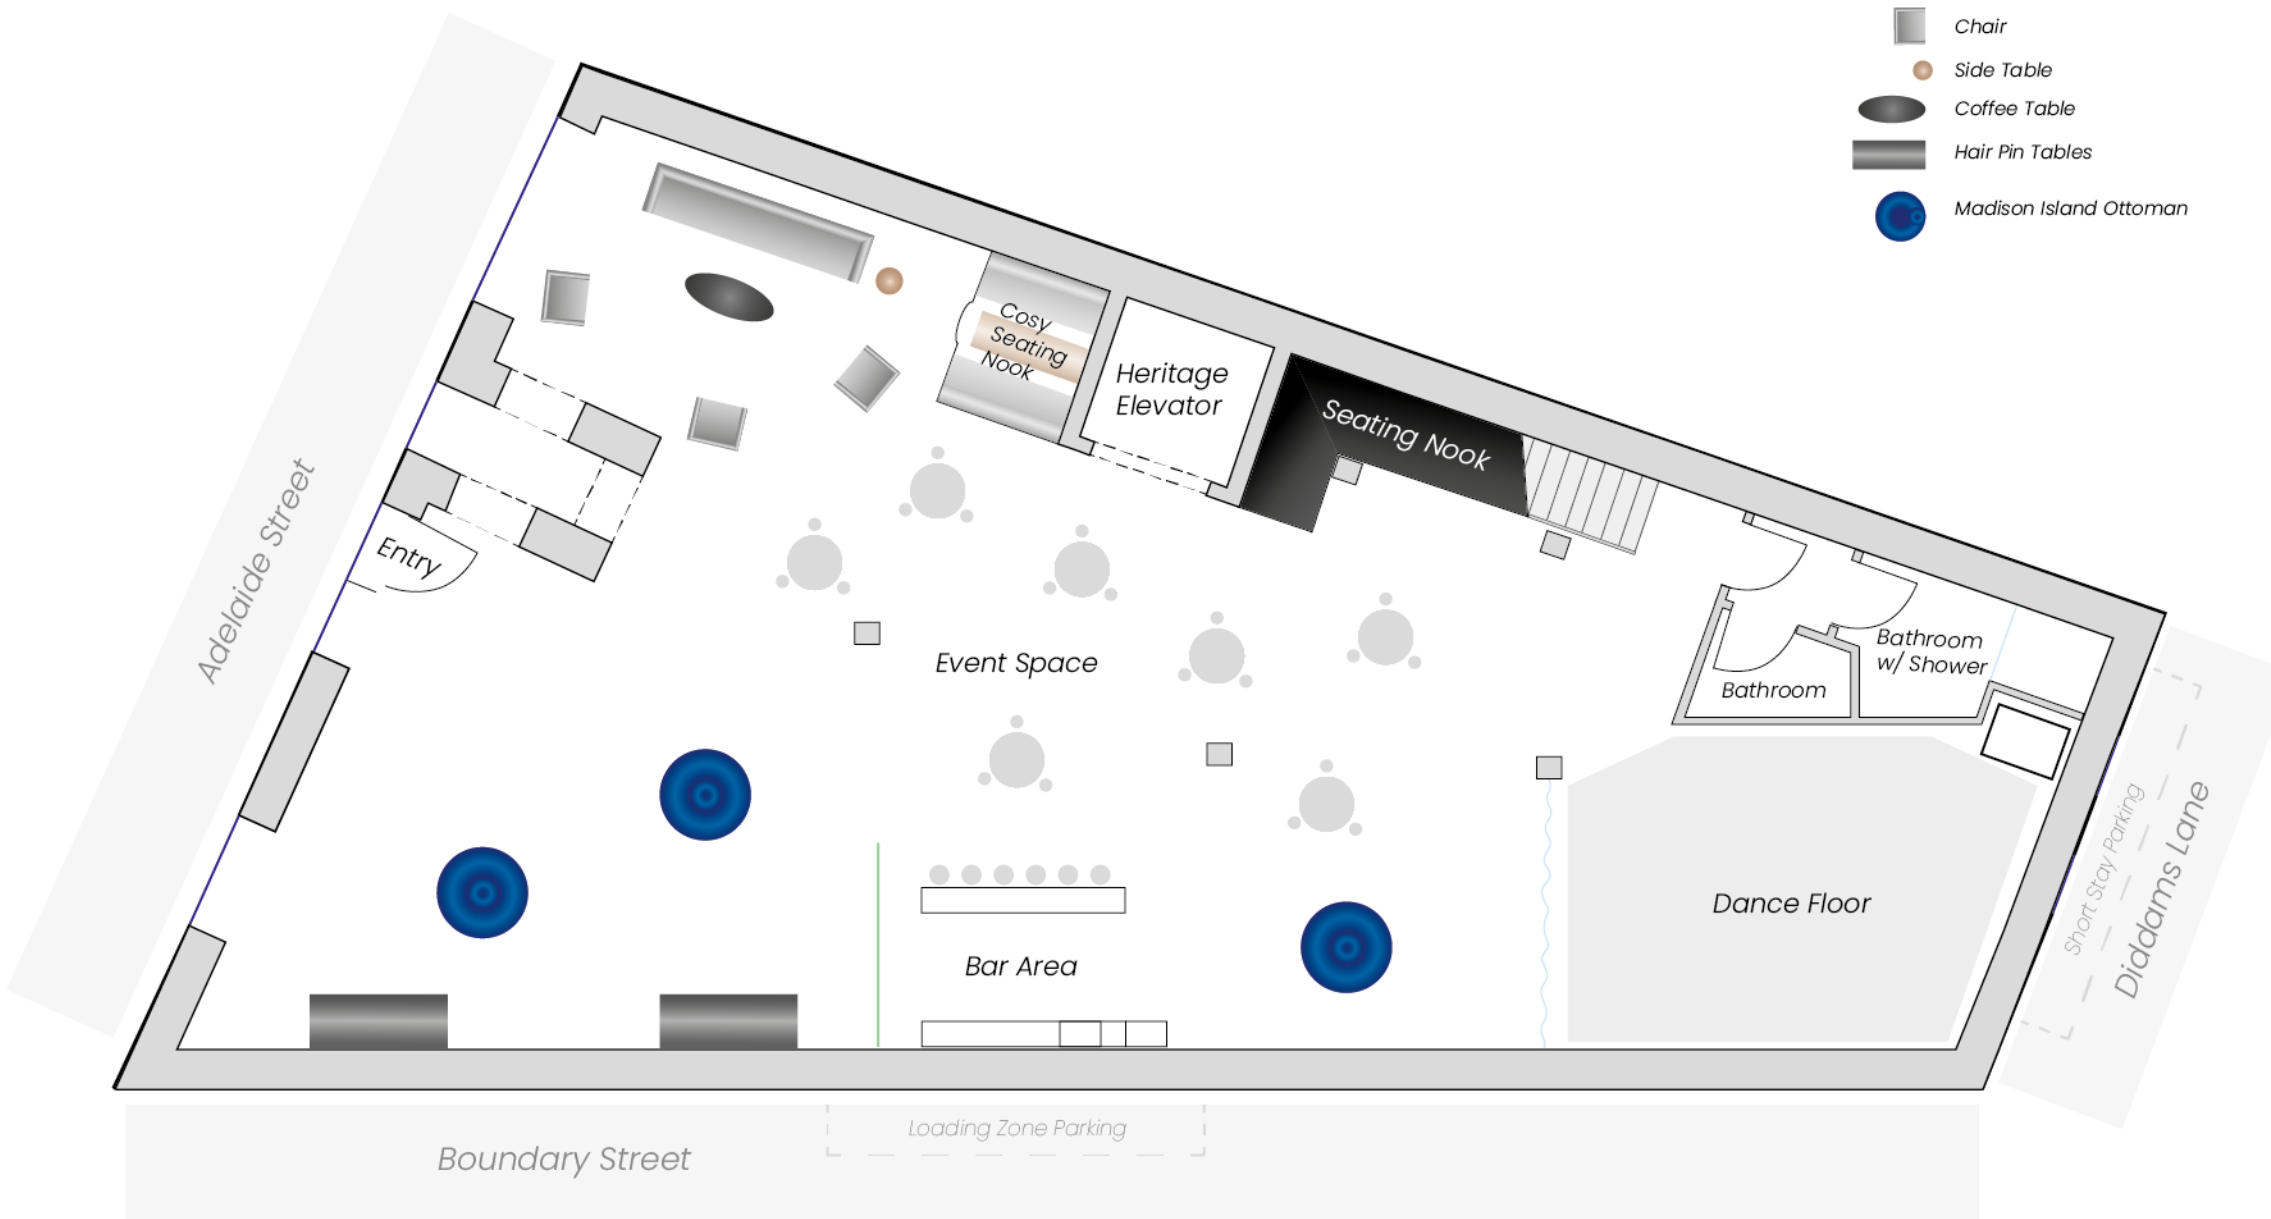 Chair
Side Table
Coffee Table
Hair Pin Tables
Madison Island Ottoman
Cosy
Seating
Nook
Heritage
Elevator
Seating Nook
Entry
Adelaide Street
Event Space
Bathroom
w/ Shower
Bathroom
Dance Floor
Bar Area
Short Stay Parking
Diddams Lane
Loading Zone Parking
Boundary Street